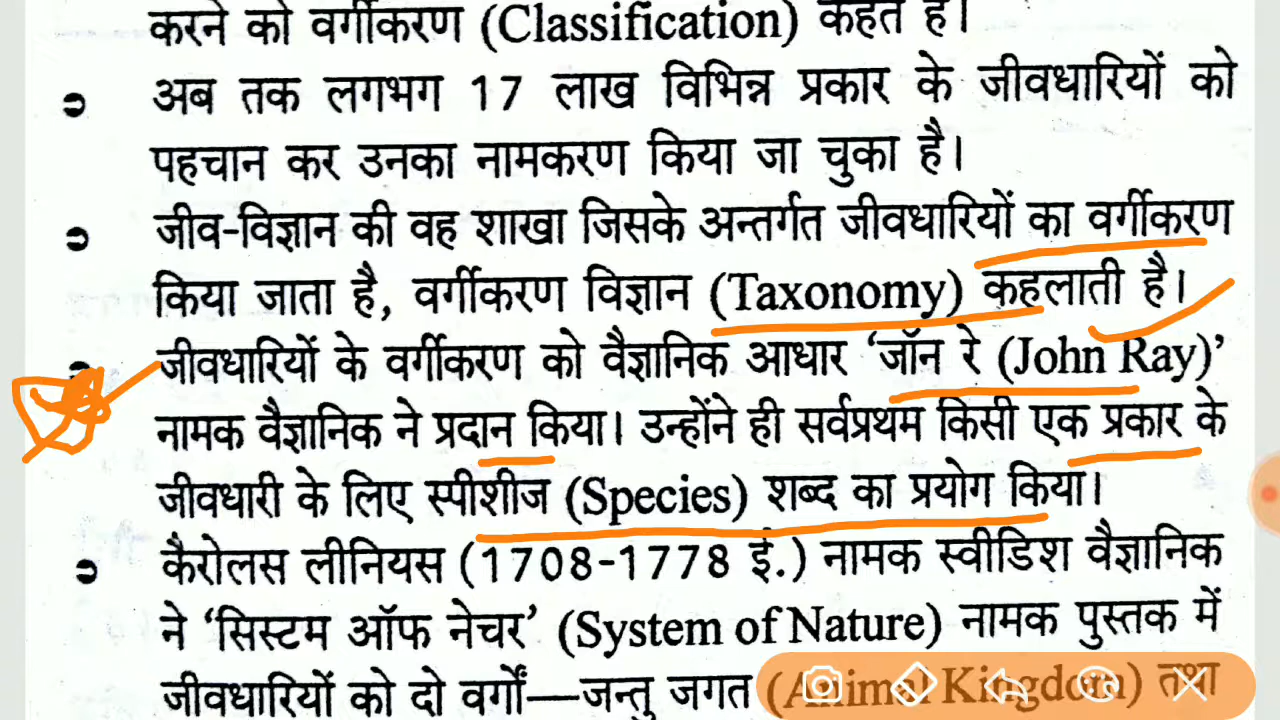 करने को वर्गीकरण (Classification) कहते हैं।
अब तक लगभग 17 लाख विभिन्न प्रकार के जीवधारियों को
पहचान कर उनका नामकरण किया जा चुका है।
जीव-विज्ञान की वह शाखा जिसके अन्तर्गत जीवधारियों का वर्गीकरण
किया जाता है, वर्गीकरण विज्ञान (Taxonomy) कहलाती है।
जीवधारियों के वर्गीकरण को वैज्ञानिक आधार ‘जॉन रे (John Ray)’
नामक वैज्ञानिक ने प्रदान किया। उन्होंने ही सर्वप्रथम किसी एक प्रकार के
जीवधारी के लिए स्पीशीज (Species) शब्द का प्रयोग किया।
कैरोलस लीनियस (1708-1778 ई.) नामक स्वीडिश वैज्ञानिक
ने ‘सिस्टम ऑफ नेचर’ (System of Nature) नामक पुस्तक में
जीवधारियों को दो वर्गों—जन्तु जगत (Animal Kingdom) तथा